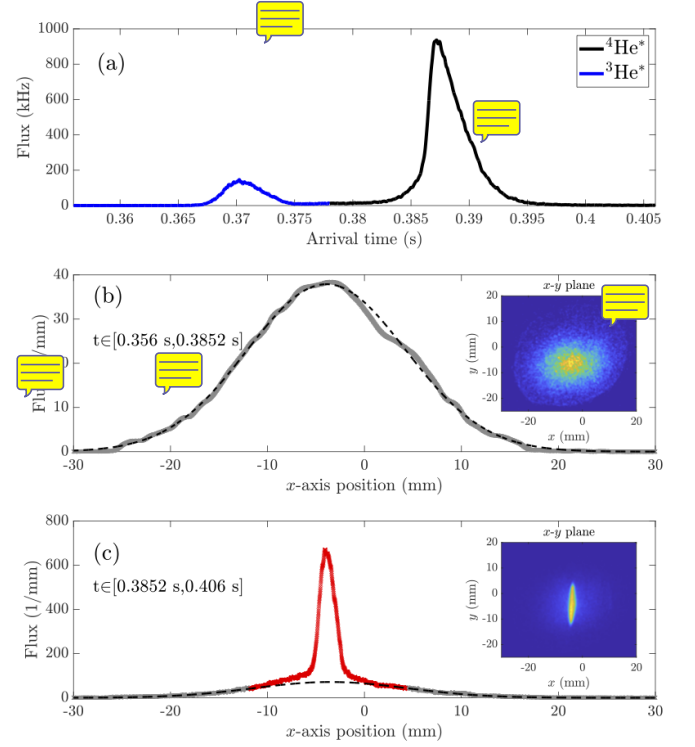 1000
800
600
400
200
0
Flux (kHz)
(a)
⁴He*
³He*
0.36 0.365 0.37 0.375 0.38 0.385 0.39 0.395 0.4 0.405
Arrival time (s)
40
30
20
10
0
/mm)
(b)
t∈[0.356 s,0.3852 s]
x-y plane
20
10
0
-10
-20
y (mm)
-20 0 20
x (mm)
-30 -20 -10 0 10 20 30
x-axis position (mm)
800
600
400
200
0
Flux (1/mm)
(c)
t∈[0.3852 s,0.406 s]
x-y plane
20
10
0
-10
-20
y (mm)
-20 0 20
x (mm)
-30 -20 -10 0 10 20 30
x-axis position (mm)